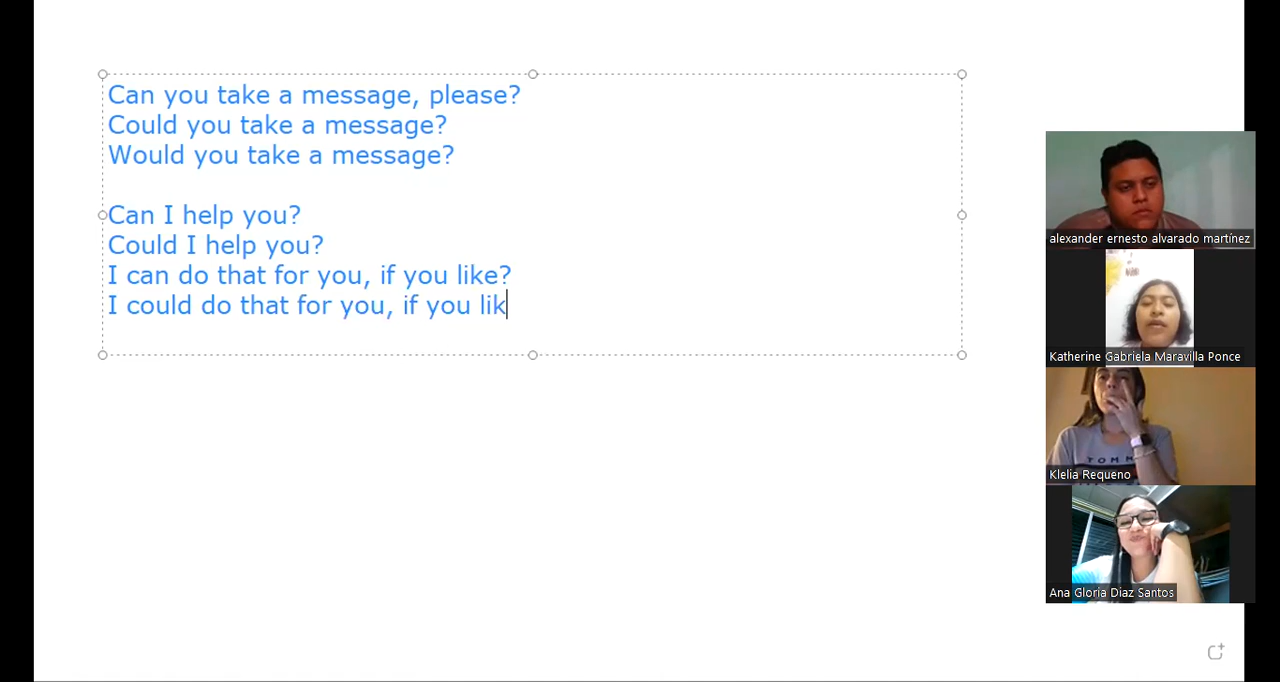 Can you take a message, please?
Could you take a message?
Would you take a message?
Can I help you?
Could I help you?
I can do that for you, if you like?
I could do that for you, if you lik
alexander ernesto alvarado martínez
Katherine Gabriela Maravilla Ponce
TOMM
Klelia Requeno
Ana Gloria Diaz Santos